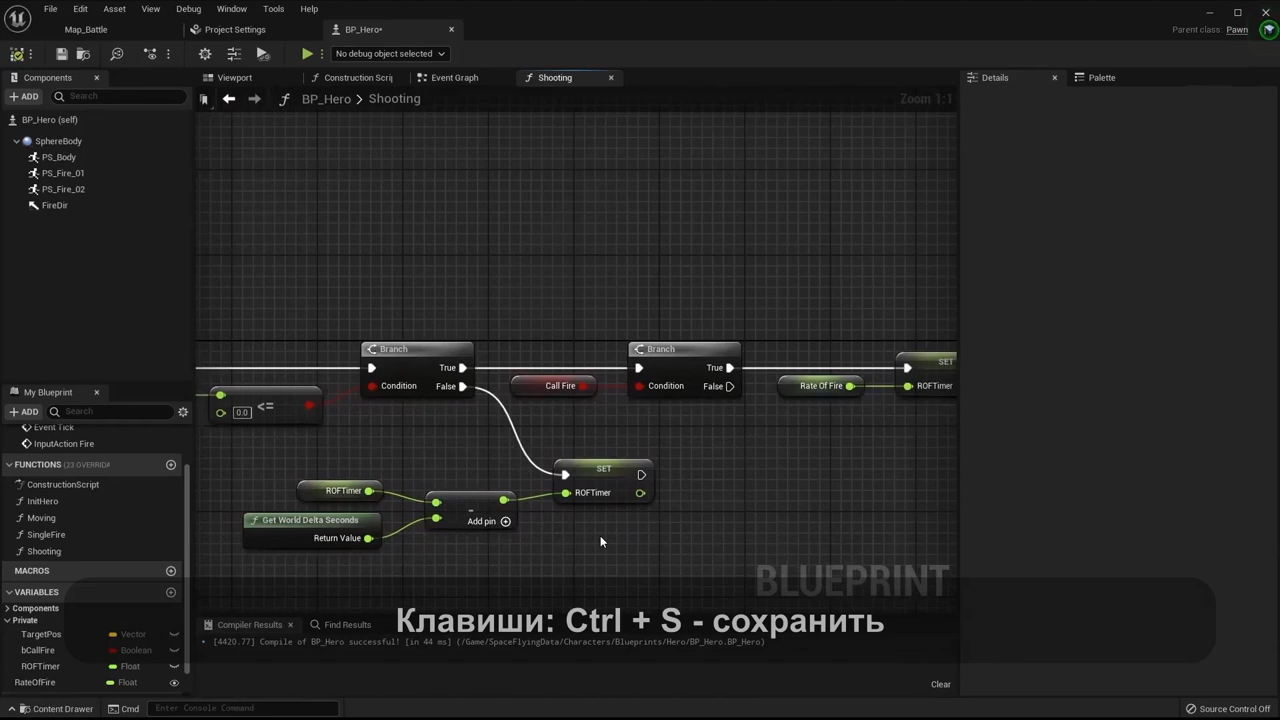 File Edit Asset View Debug Window Tools Help
Map_Battle Project Settings BP_Hero* Parent class: Pawn
No debug object selected
Components
ADD Search
BP_Hero (self)
SphereBody
PS_Body
PS_Fire_01
PS_Fire_02
FireDir
Viewport Construction Scrip Event Graph Shooting Details Palette
BP_Hero > Shooting Zoom 1:1
Branch
True
Condition False
0.0 <=
Call Fire
Branch
True
Condition False
Rate Of Fire
SET
ROFTimer
SET
ROFTimer
ROFTimer
-
Add pin
Get World Delta Seconds
Return Value
BLUEPRINT
My Blueprint
ADD Search
Event Tick
InputAction Fire
FUNCTIONS (23 OVERRIDA
ConstructionScript
InitHero
Moving
SingleFire
Shooting
MACROS
VARIABLES
Components
Private
TargetPos Vector
bCallFire Boolean
ROFTimer Float
RateOfFire Float
Клавиши: Ctrl + S - сохранить
Compiler Results Find Results
[4420.77] Compile of BP_Hero successful! [in 44 ms] (/Game/SpaceFlyingData/Characters/Blueprints/Hero/BP_Hero.BP_Hero)
Clear
Content Drawer Cmd Enter Console Command Source Control Off